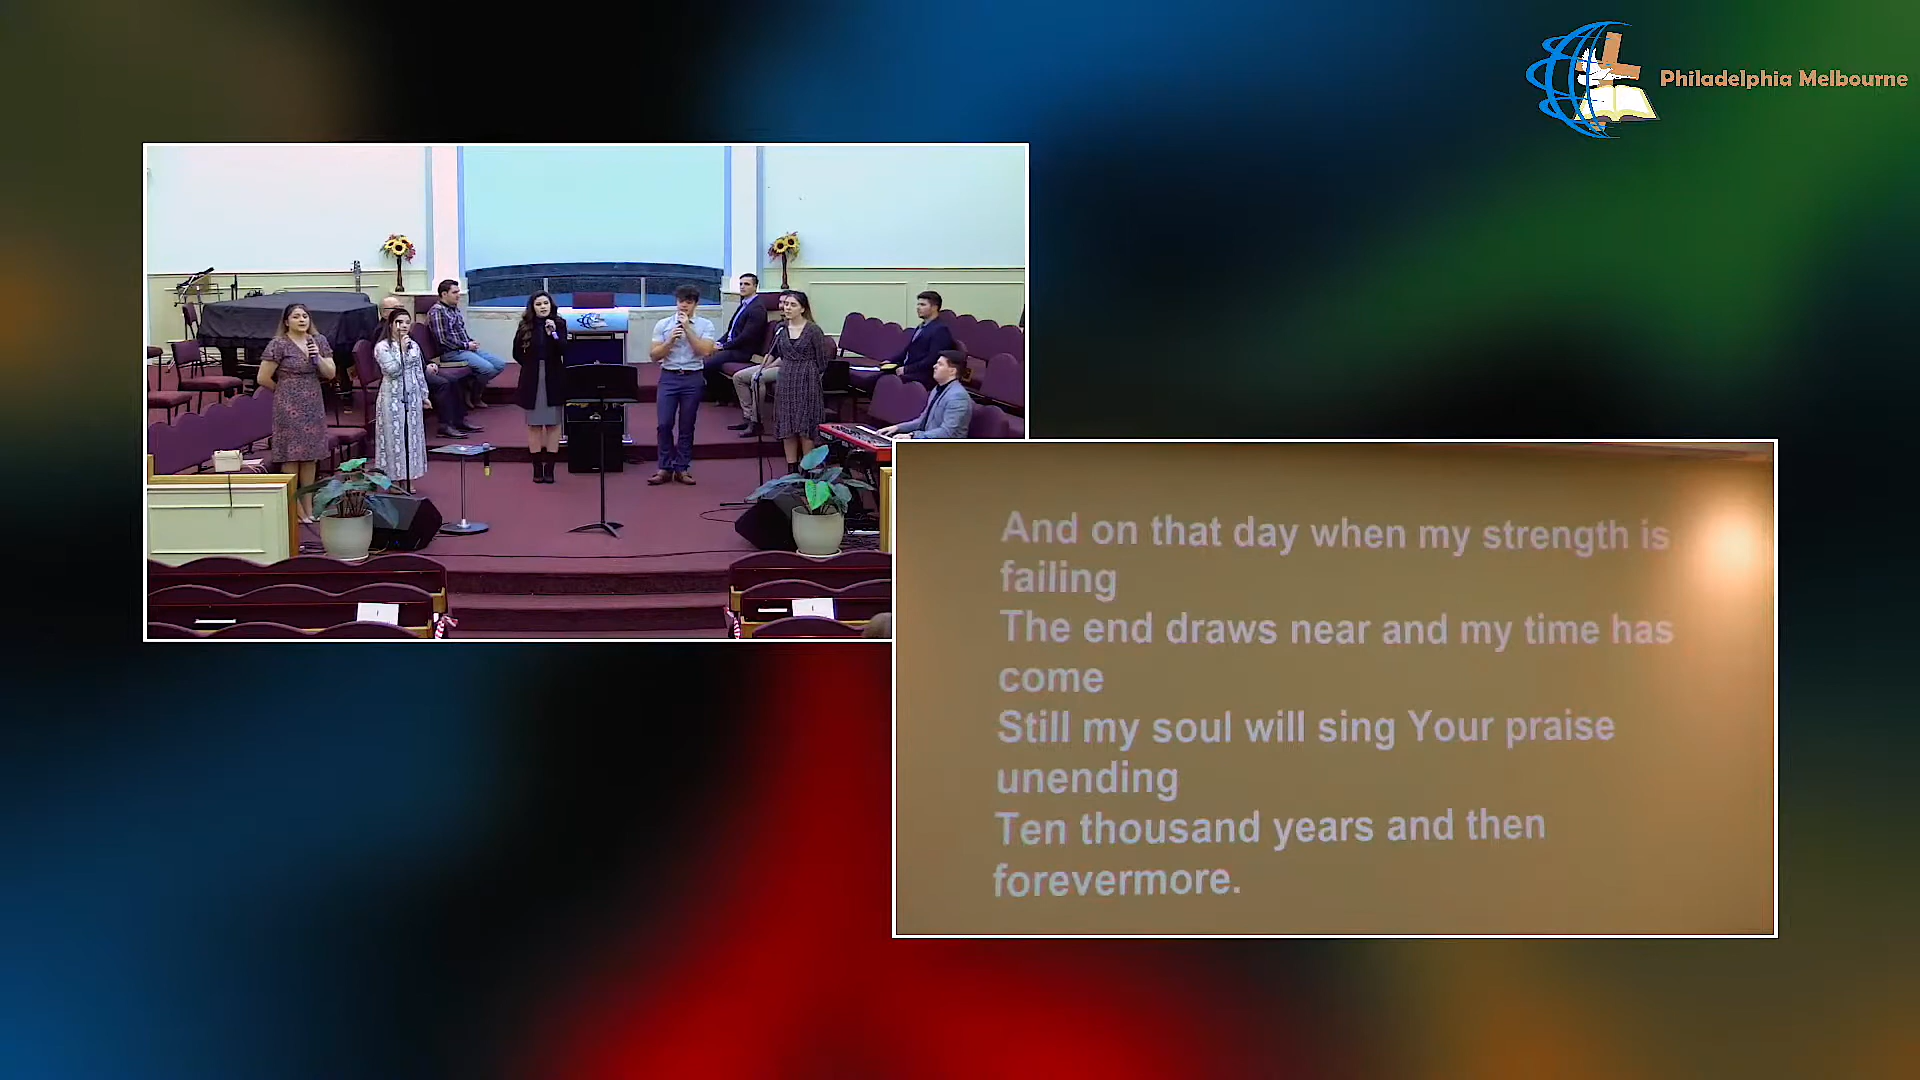 Philadelphia Melbourne
And on that day when my strength is
failing
The end draws near and my time has
come
Still my soul will sing Your praise
unending
Ten thousand years and then
forevermore.